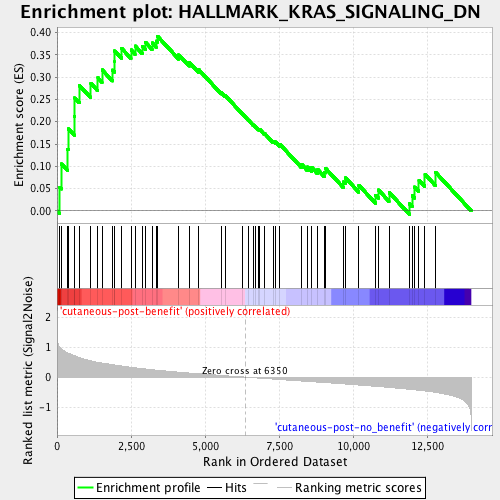 Enrichment plot: HALLMARK_KRAS_SIGNALING_DN
Enrichment score (ES)
0.40
0.35
0.30
0.25
0.20
0.15
0.10
0.05
0.00
'cutaneous-post-benefit' (positively correlated)
Ranked list metric (Signal2Noise)
2
1
0
-1
Zero cross at 6350
'cutaneous-post-no_benefit' (negatively corr
0
2,500
5,000
7,500
10,000
12,500
Rank in Ordered Dataset
Enrichment profile
Hits
Ranking metric scores